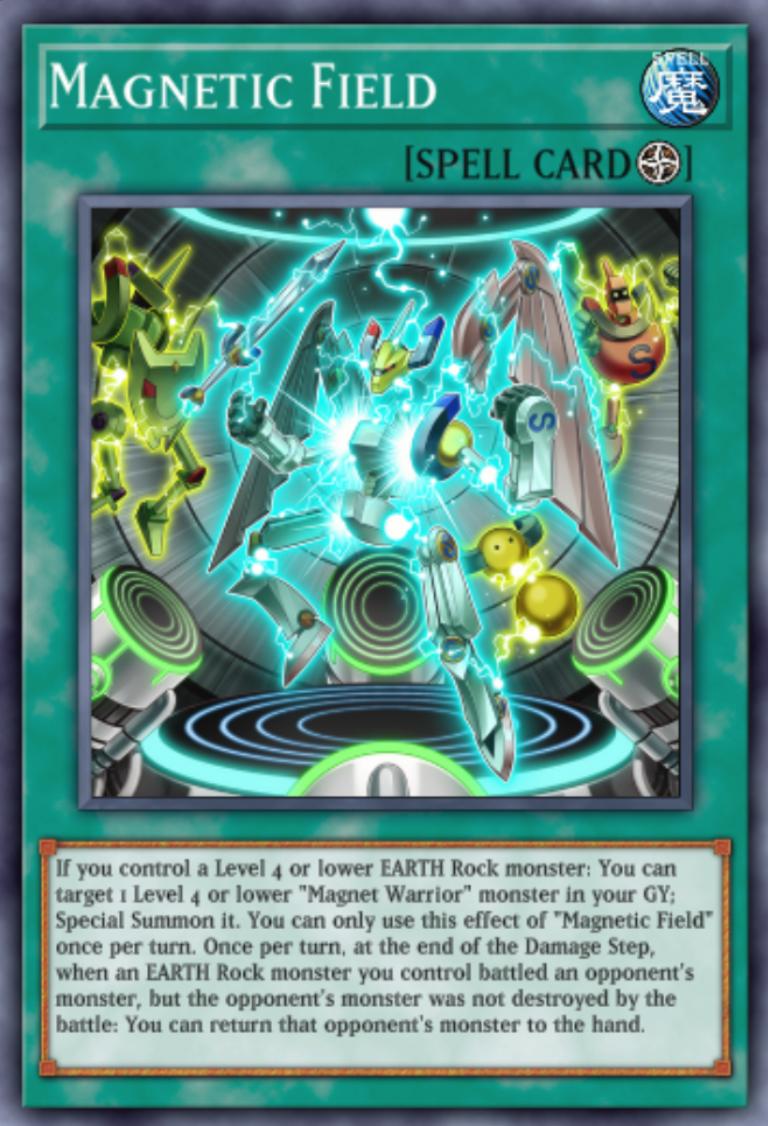 Magnetic Field
SPELL
魔
[SPELL CARD]
S
S
If you control a Level 4 or lower EARTH Rock monster: You can
target 1 Level 4 or lower "Magnet Warrior" monster in your GY;
Special Summon it. You can only use this effect of "Magnetic Field"
once per turn. Once per turn, at the end of the Damage Step,
when an EARTH Rock monster you control battled an opponent's
monster, but the opponent's monster was not destroyed by the
battle: You can return that opponent's monster to the hand.